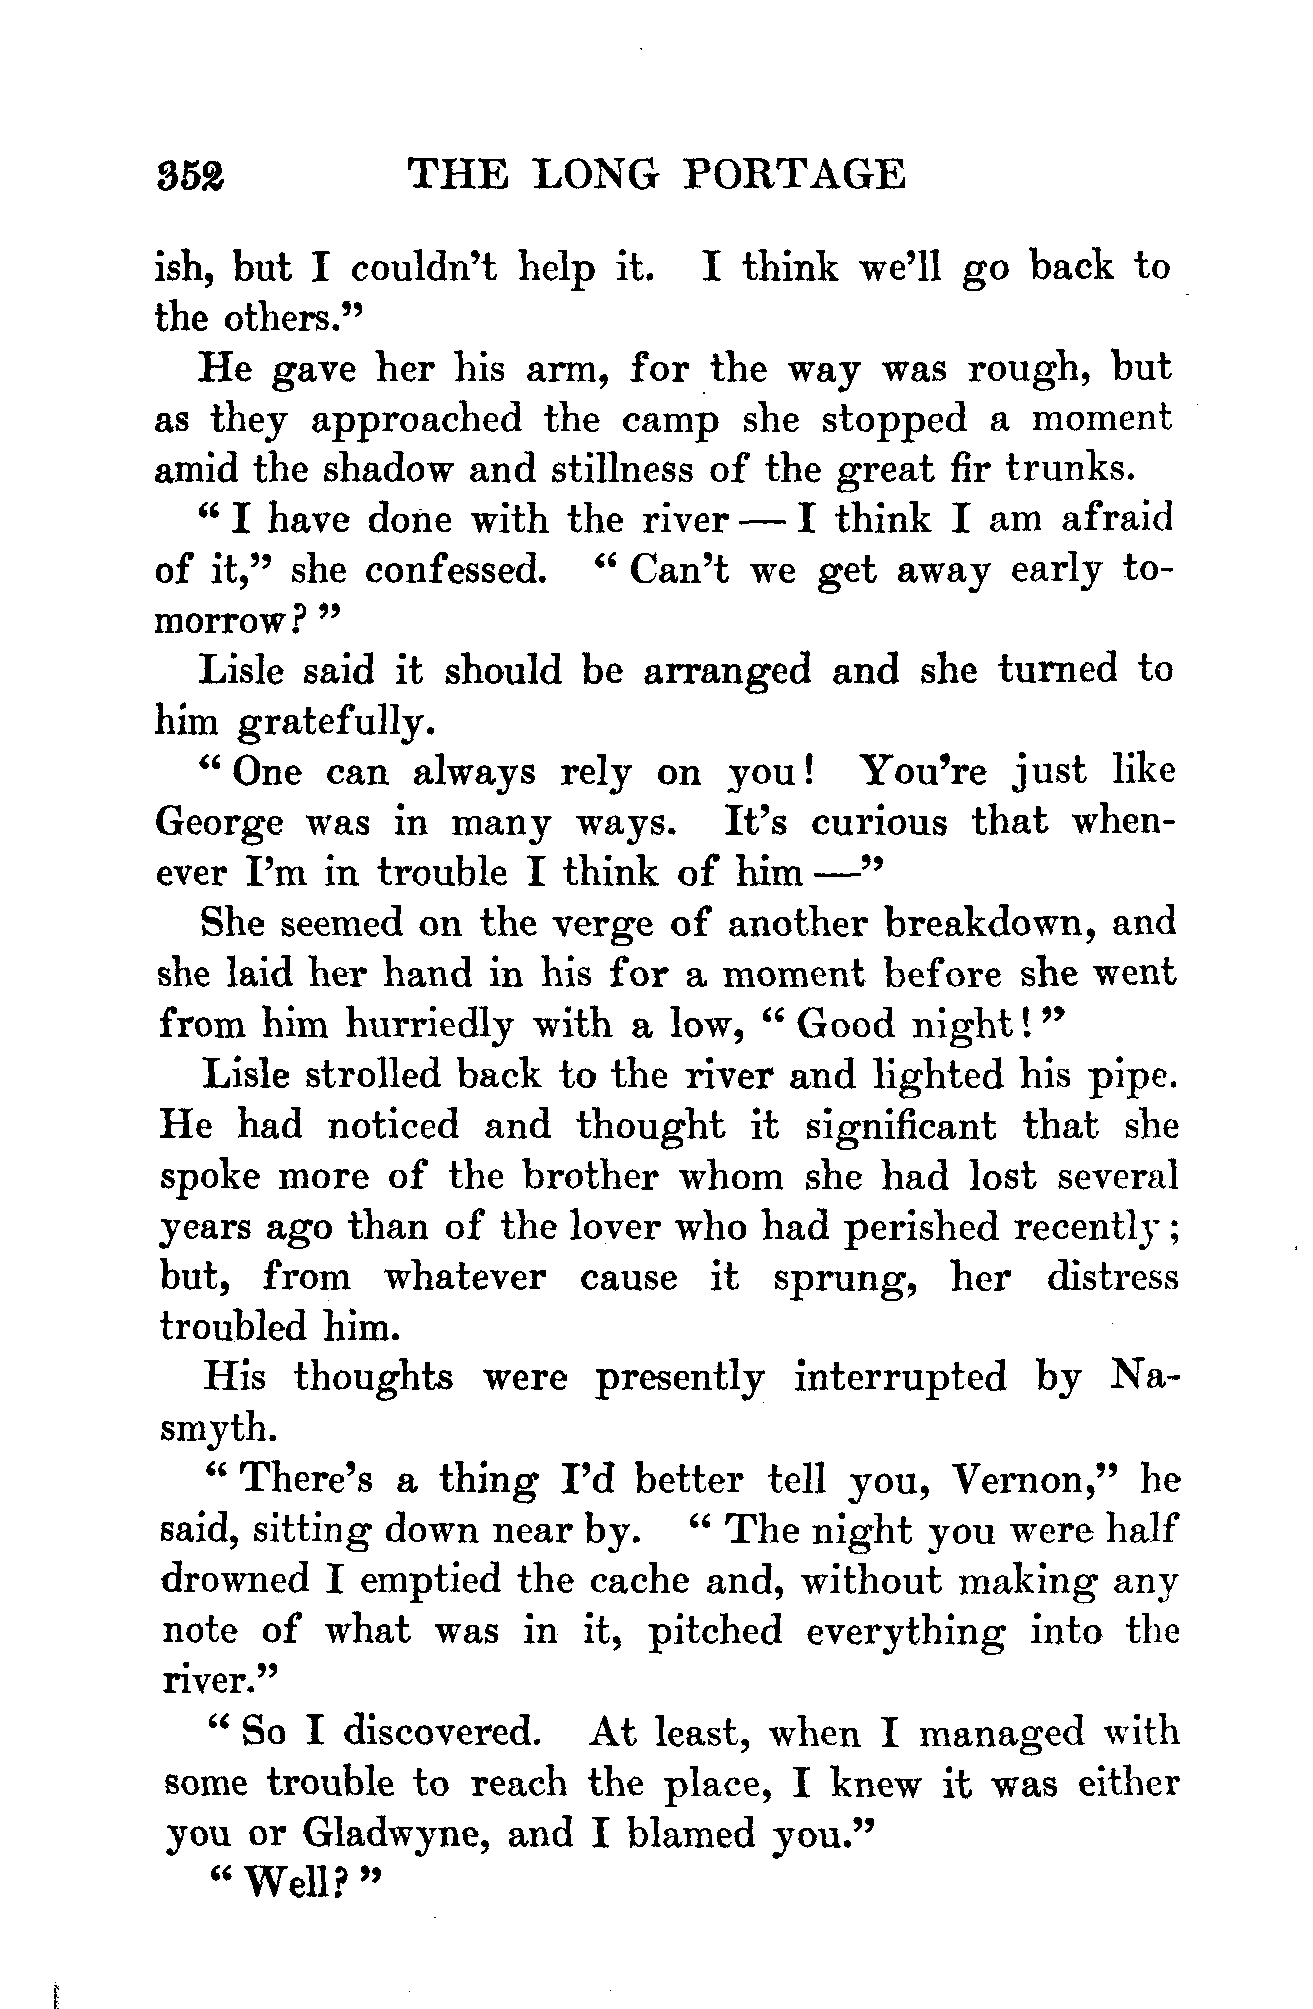 352 THE LONG PORTAGE
ish, but I couldn't help it. I think we'll go back to
the others."
He gave her his arm, for the way was rough, but
as they approached the camp she stopped a moment
amid the shadow and stillness of the great fir trunks.
"I have done with the river — I think I am afraid
of it," she confessed. "Can't we get away early to-
morrow?"
Lisle said it should be arranged and she turned to
him gratefully.
"One can always rely on you! You're just like
George was in many ways. It's curious that when-
ever I'm in trouble I think of him —"
She seemed on the verge of another breakdown, and
she laid her hand in his for a moment before she went
from him hurriedly with a low, "Good night!"
Lisle strolled back to the river and lighted his pipe.
He had noticed and thought it significant that she
spoke more of the brother whom she had lost several
years ago than of the lover who had perished recently;
but, from whatever cause it sprung, her distress
troubled him.
His thoughts were presently interrupted by Na-
smyth.
"There's a thing I'd better tell you, Vernon," he
said, sitting down near by. "The night you were half
drowned I emptied the cache and, without making any
note of what was in it, pitched everything into the
river."
"So I discovered. At least, when I managed with
some trouble to reach the place, I knew it was either
you or Gladwyne, and I blamed you."
"Well?"